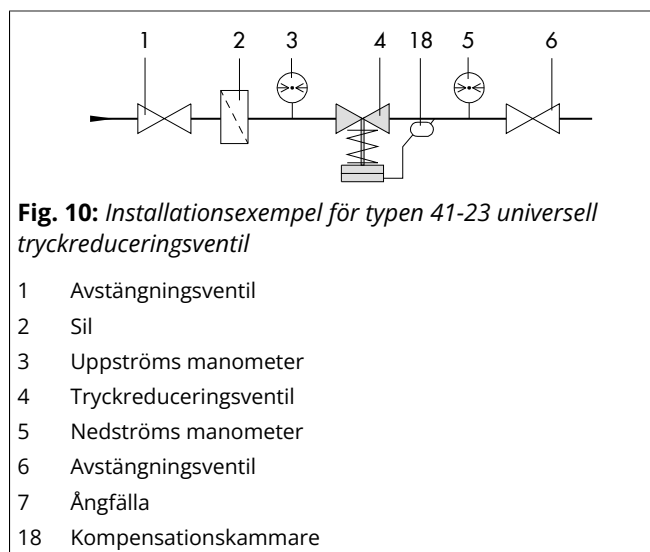 1 2 3 4 18 5 6
Fig. 10: Installationsexempel för typen 41-23 universell
tryckreduceringsventil
1 Avstängningsventil
2 Sil
3 Uppströms manometer
4 Tryckreduceringsventil
5 Nedströms manometer
6 Avstängningsventil
7 Ångfälla
18 Kompensationskammare